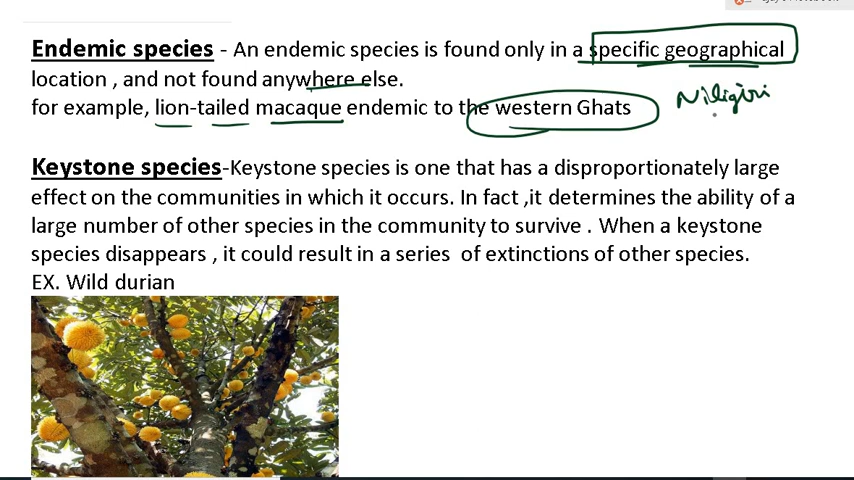 Endemic species - An endemic species is found only in a specific geographical
location , and not found anywhere else.
for example, lion-tailed macaque endemic to the western Ghats
Niligiri
Keystone species-Keystone species is one that has a disproportionately large
effect on the communities in which it occurs. In fact ,it determines the ability of a
large number of other species in the community to survive . When a keystone
species disappears , it could result in a series of extinctions of other species.
EX. Wild durian